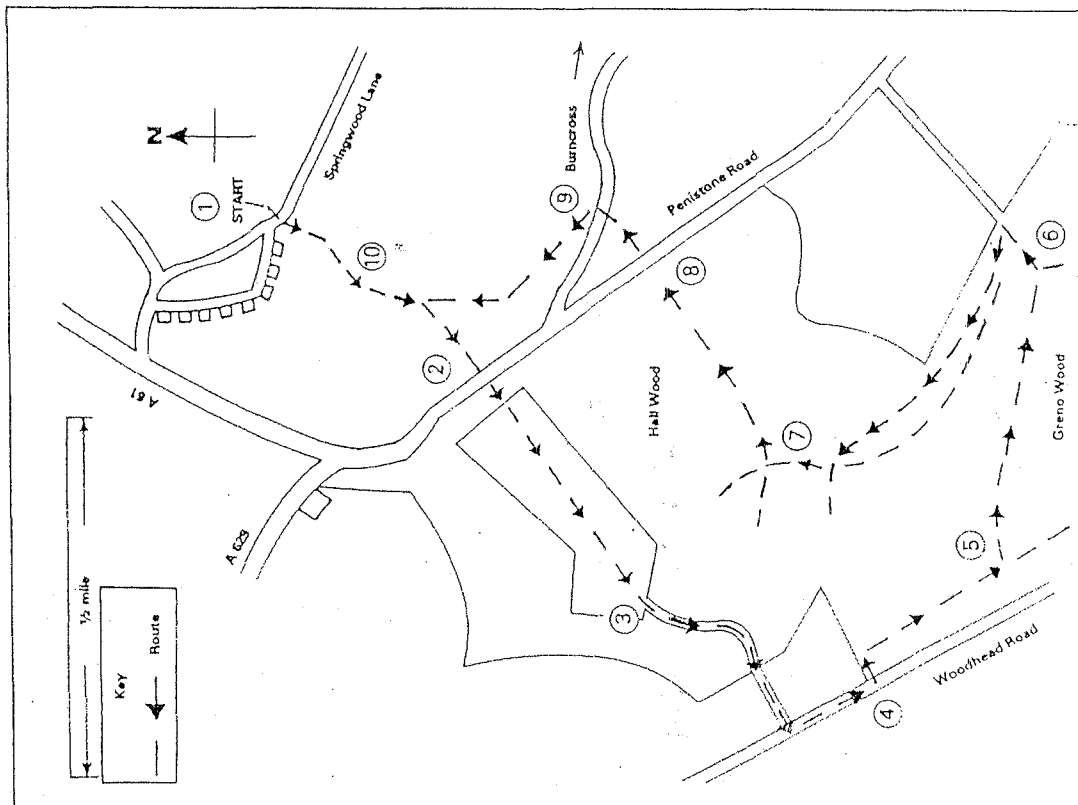 N
Springwood Lane
1
START
Burncross
9
10
Penistone Road
8
2
A 61
6
Hall Wood
7
Greno Wood
A 629
5
½ mile
3
Key
Route
Woodhead Road
4